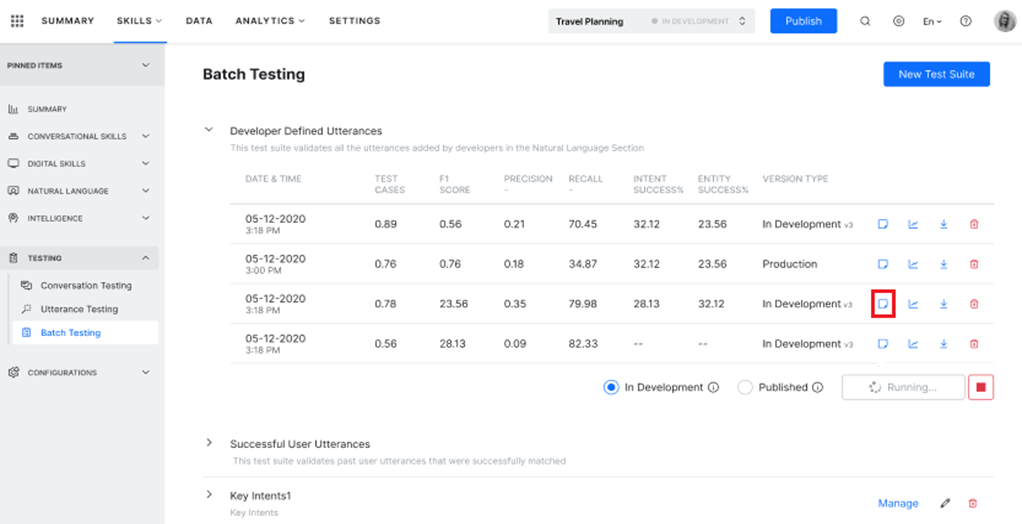 SUMMARY SKILLS DATA ANALYTICS SETTINGS Travel Planning IN DEVELOPMENT Publish En
PINNED ITEMS
SUMMARY
CONVERSATIONAL SKILLS
DIGITAL SKILLS
NATURAL LANGUAGE
INTELLIGENCE
TESTING
Conversation Testing
Utterance Testing
Batch Testing
CONFIGURATIONS
Batch Testing New Test Suite
Developer Defined Utterances
This test suite validates all the utterances added by developers in the Natural Language Section
DATE & TIME TEST CASES F1 SCORE PRECISION - RECALL - INTENT SUCCESS% ENTITY SUCCESS% VERSION TYPE
05-12-2020 3:18 PM 0.89 0.56 0.21 70.45 32.12 23.56 In Development v3
05-12-2020 3:00 PM 0.76 0.76 0.18 34.87 32.12 23.56 Production
05-12-2020 3:18 PM 0.78 23.56 0.35 79.98 28.13 32.12 In Development v3
05-12-2020 3:18 PM 0.56 28.13 0.09 82.33 -- -- In Development v3
In Development Published Running...
Successful User Utterances
This test suite validates past user utterances that were successfully matched
Key Intents1
Key Intents
Manage